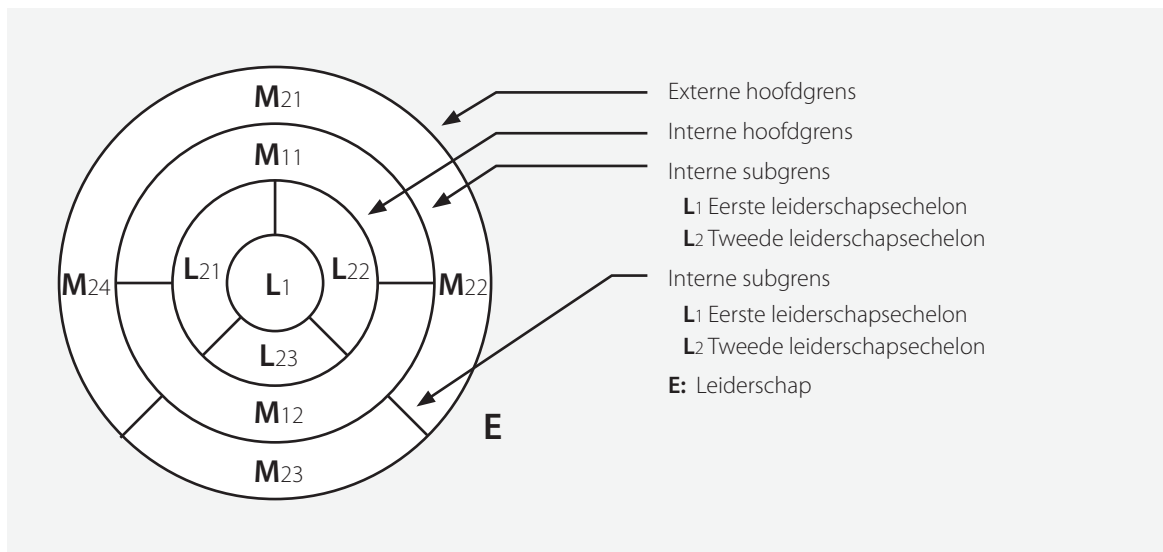 M21
M11
L21
L22
L1
M24
M22
L23
M12
M23
E
Externe hoofdgrens
Interne hoofdgrens
Interne subgrens
L1 Eerste leiderschapsechelon
L2 Tweede leiderschapsechelon
Interne subgrens
L1 Eerste leiderschapsechelon
L2 Tweede leiderschapsechelon
E: Leiderschap